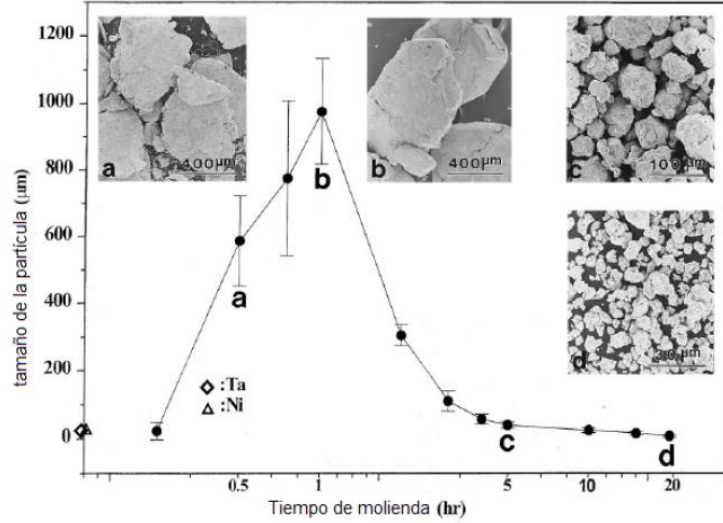 1200
1000
800
600
400
200
0
tamaño de la partícula (µm)
a
400µm
b
400µm
c
100µm
d
30µm
b
a
c
d
◇ :Ta
△ :Ni
0.5
1
5
10
20
Tiempo de molienda (hr)